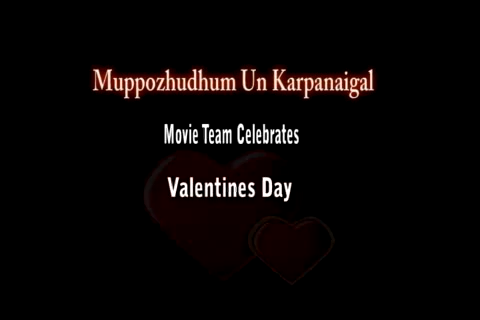 Muppozhudhum Un Karpanaigal
Movie Team Celebrates
Valentines Day